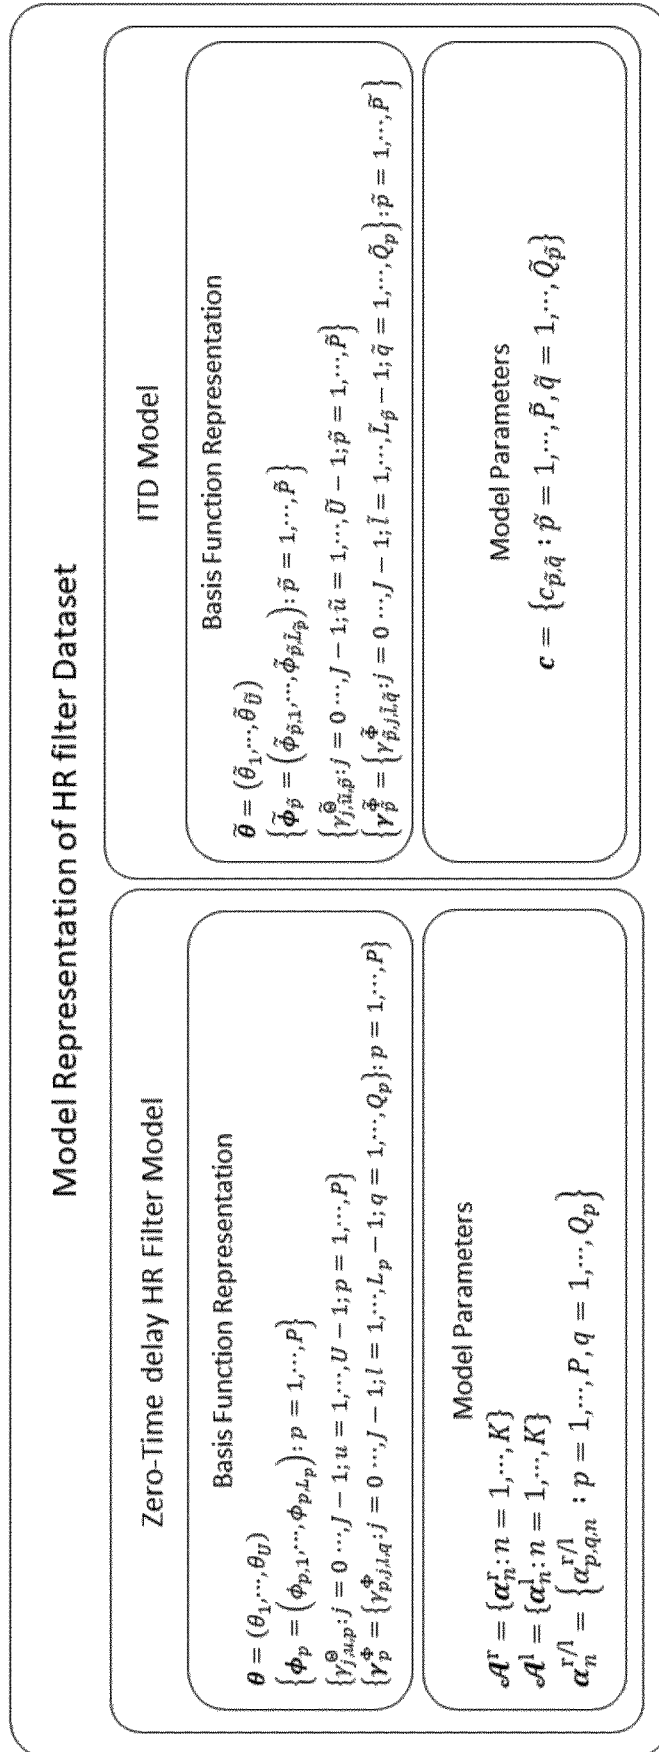 Model Representation of HR filter Dataset
Zero-Time delay HR Filter Model
Basis Function Representation
𝜽 = (θ₁,⋯,θ_U)
{𝝓_p = (ϕ_{p,1},⋯,ϕ_{p,L_p}): p = 1,⋯,P}
{γ^Θ_{j,u,p}: j = 0 ⋯,J − 1; u = 1,⋯,U − 1; p = 1,⋯,P}
{𝜸^Φ_p = {γ^Φ_{p,j,l,q}: j = 0 ⋯,J − 1; l = 1,⋯,L_p − 1; q = 1,⋯,Q_p}: p = 1,⋯,P}
Model Parameters
𝓐^r = {𝜶^r_n: n = 1,⋯,K}
𝓐^l = {𝜶^l_n: n = 1,⋯,K}
𝜶^{r/l}_n = {α^{r/l}_{p,q,n} : p = 1,⋯,P, q = 1,⋯,Q_p}
ITD Model
Basis Function Representation
𝜽̃ = (θ̃₁,⋯,θ̃_Ũ)
{𝝓̃_p̃ = (ϕ̃_{p̃,1},⋯,ϕ̃_{p̃,L̃_p̃}): p̃ = 1,⋯,P̃}
{γ^Θ̃_{j,ũ,p̃}: j = 0 ⋯,J − 1; ũ = 1,⋯,Ũ − 1; p̃ = 1,⋯,P̃}
{𝜸^Φ̃_p̃ = {γ^Φ̃_{p̃,j,l̃,q̃}: j = 0 ⋯,J − 1; l̃ = 1,⋯,L̃_p̃ − 1; q̃ = 1,⋯,Q̃_p}: p̃ = 1,⋯,P̃}
Model Parameters
𝒄 = {c_{p̃,q̃} : p̃ = 1,⋯,P̃, q̃ = 1,⋯,Q̃_p̃}